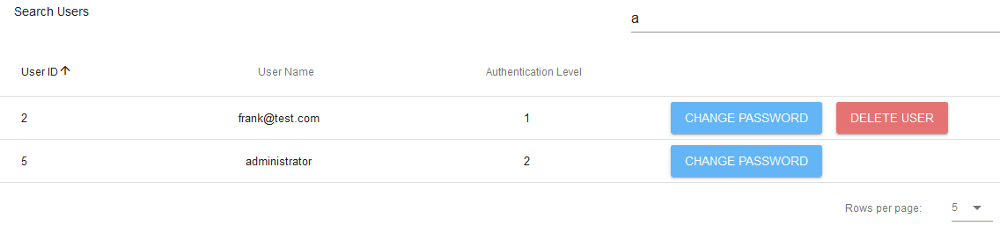 Search Users
a
User ID User Name Authentication Level
2 frank@test.com 1 CHANGE PASSWORD DELETE USER
5 administrator 2 CHANGE PASSWORD
Rows per page: 5